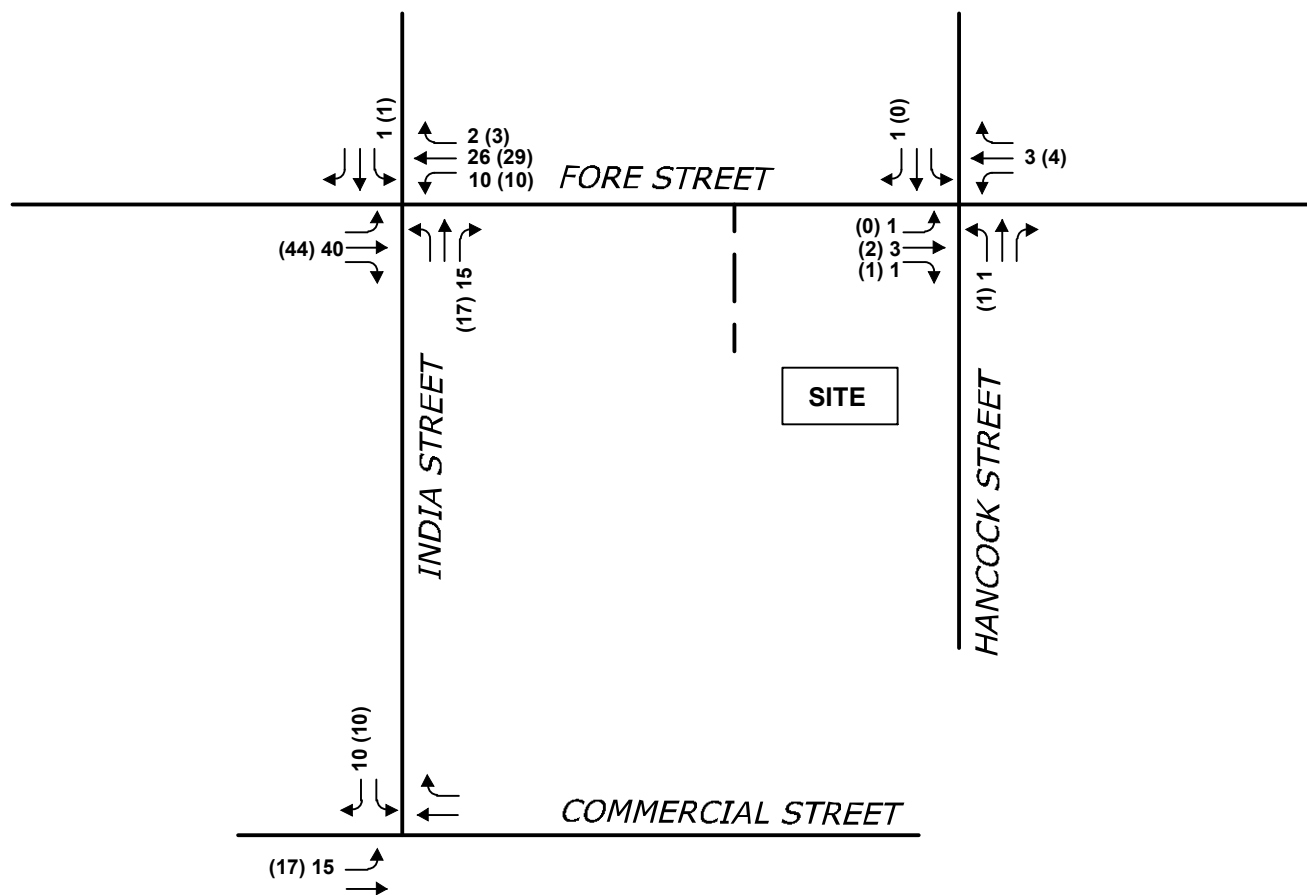 1 (1)
2 (3)
26 (29)
10 (10)
FORE STREET
1 (0)
3 (4)
(44) 40
(17) 15
(0) 1
(2) 3
(1) 1
(1) 1
SITE
INDIA STREET
HANCOCK STREET
10 (10)
COMMERCIAL STREET
(17) 15